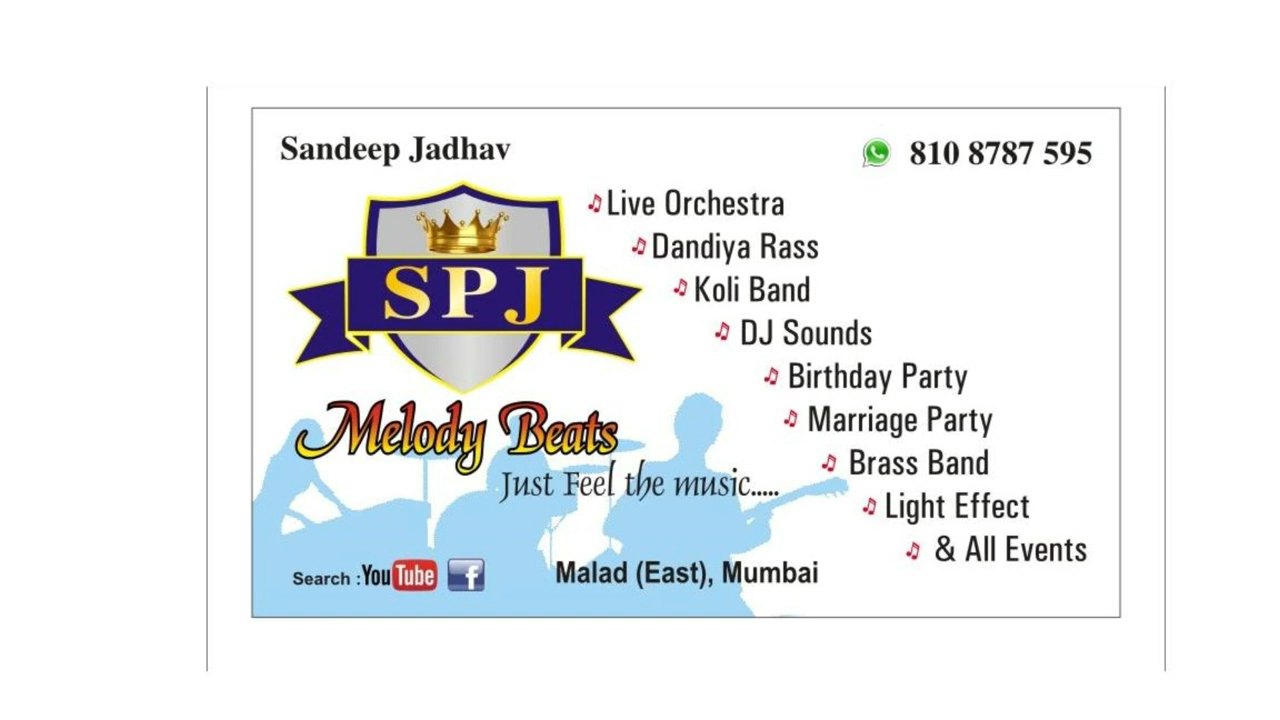 Sandeep Jadhav
810 8787 595
SPJ
Melody Beats
Just Feel the music.....
Live Orchestra
Dandiya Rass
Koli Band
DJ Sounds
Birthday Party
Marriage Party
Brass Band
Light Effect
& All Events
Search : YouTube f
Malad (East), Mumbai